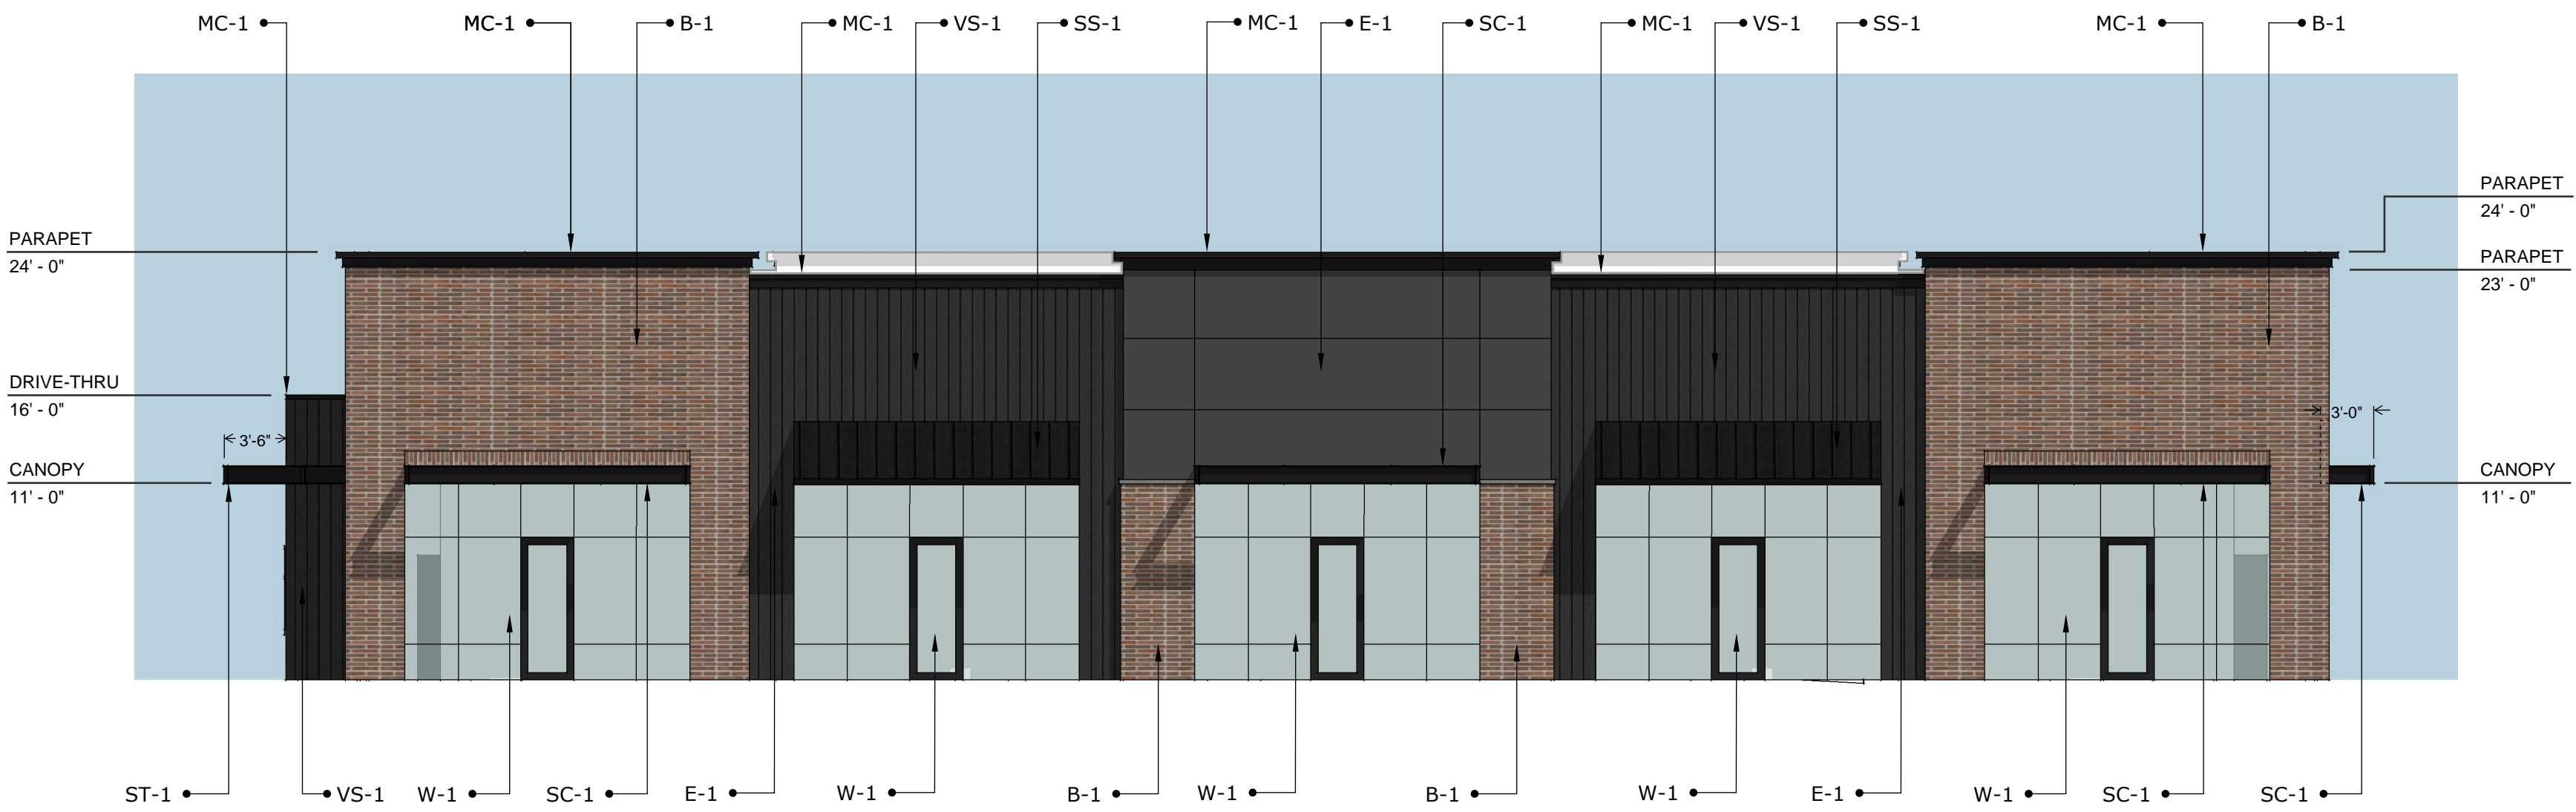 MC-1
MC-1
B-1
MC-1
VS-1
SS-1
MC-1
E-1
SC-1
MC-1
VS-1
SS-1
MC-1
B-1
PARAPET
24' - 0"
PARAPET
24' - 0"
PARAPET
23' - 0"
DRIVE-THRU
16' - 0"
3'-6"
3'-0"
CANOPY
11' - 0"
CANOPY
11' - 0"
ST-1
VS-1
W-1
SC-1
E-1
W-1
B-1
W-1
B-1
W-1
E-1
W-1
SC-1
SC-1